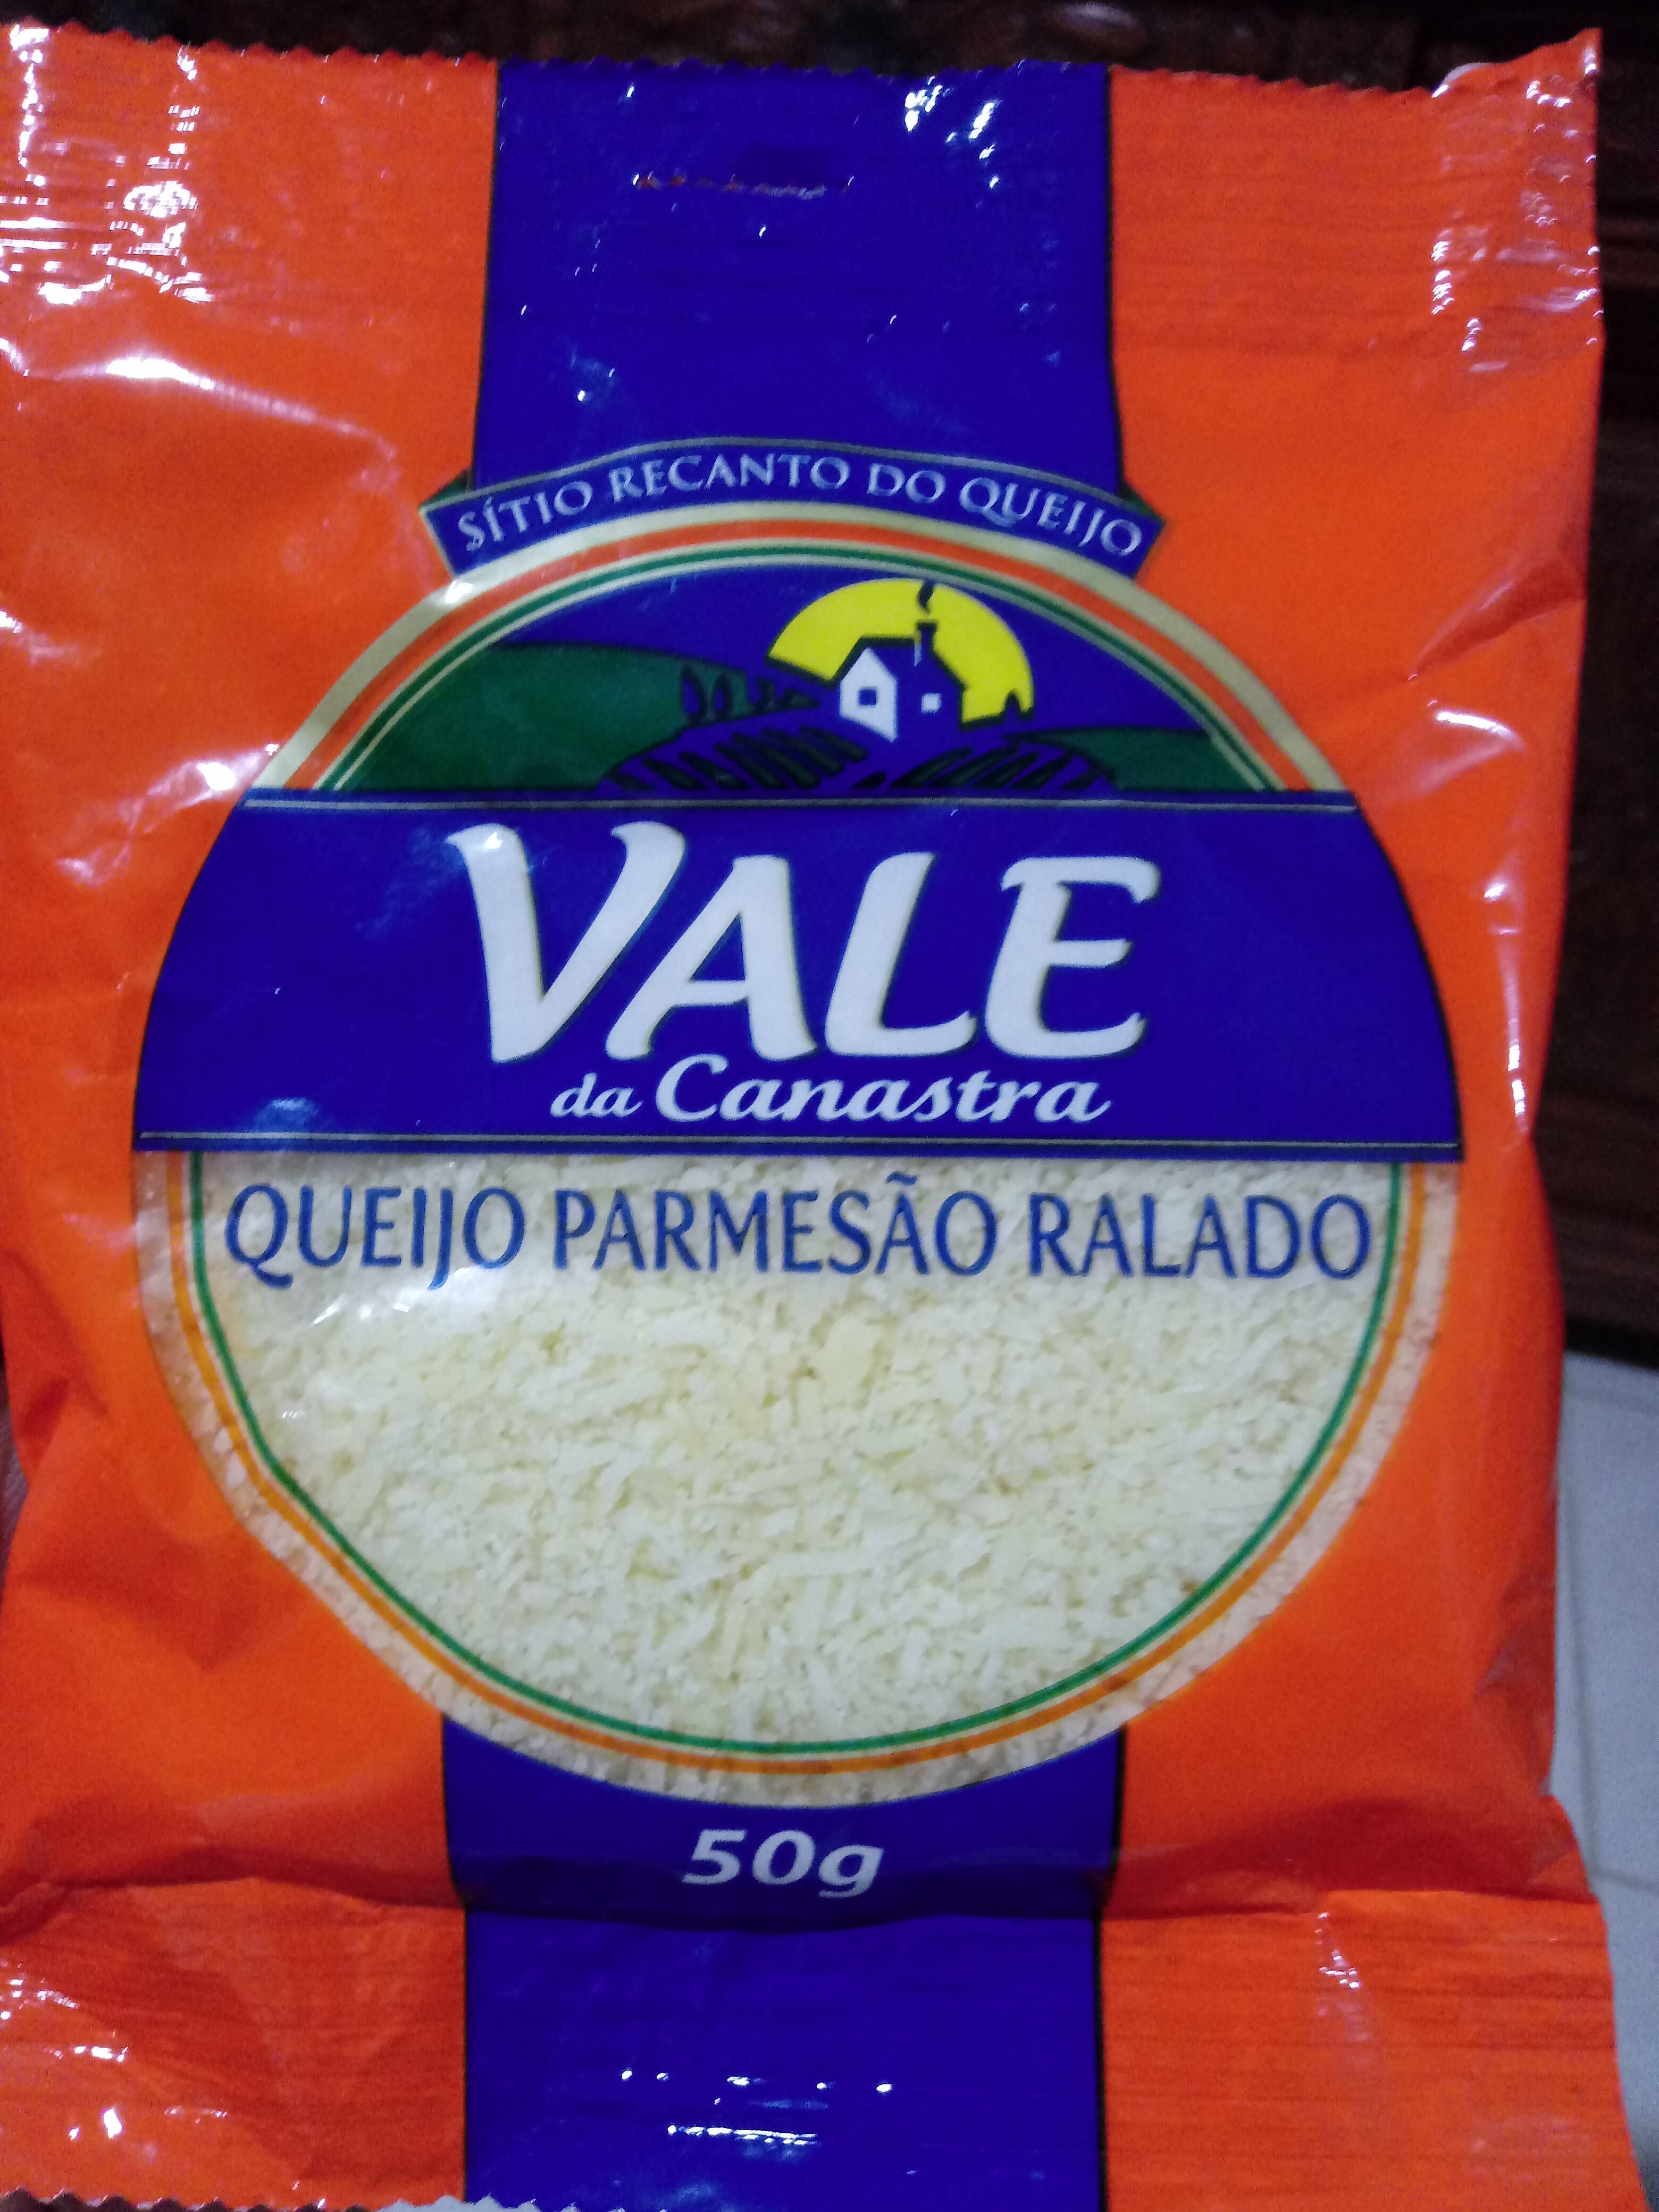 SÍTIO RECANTO DO QUEIJO
VALE
da Canastra
QUEIJO PARMESÃO RALADO
50g